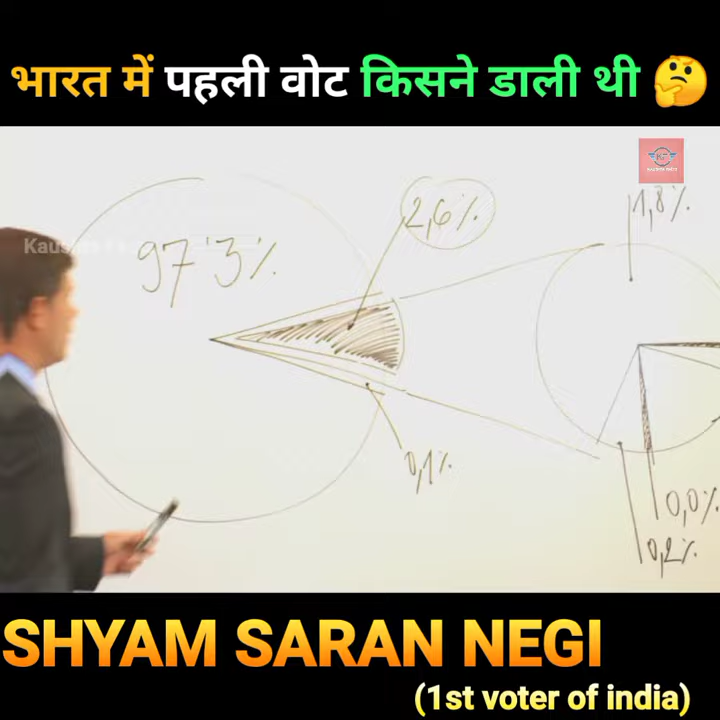 भारत में पहली वोट किसने डाली थी 🤔
2,6%
1,8%
97'3%
0,1%
0,0%
0,2%
SHYAM SARAN NEGI
(1st voter of india)